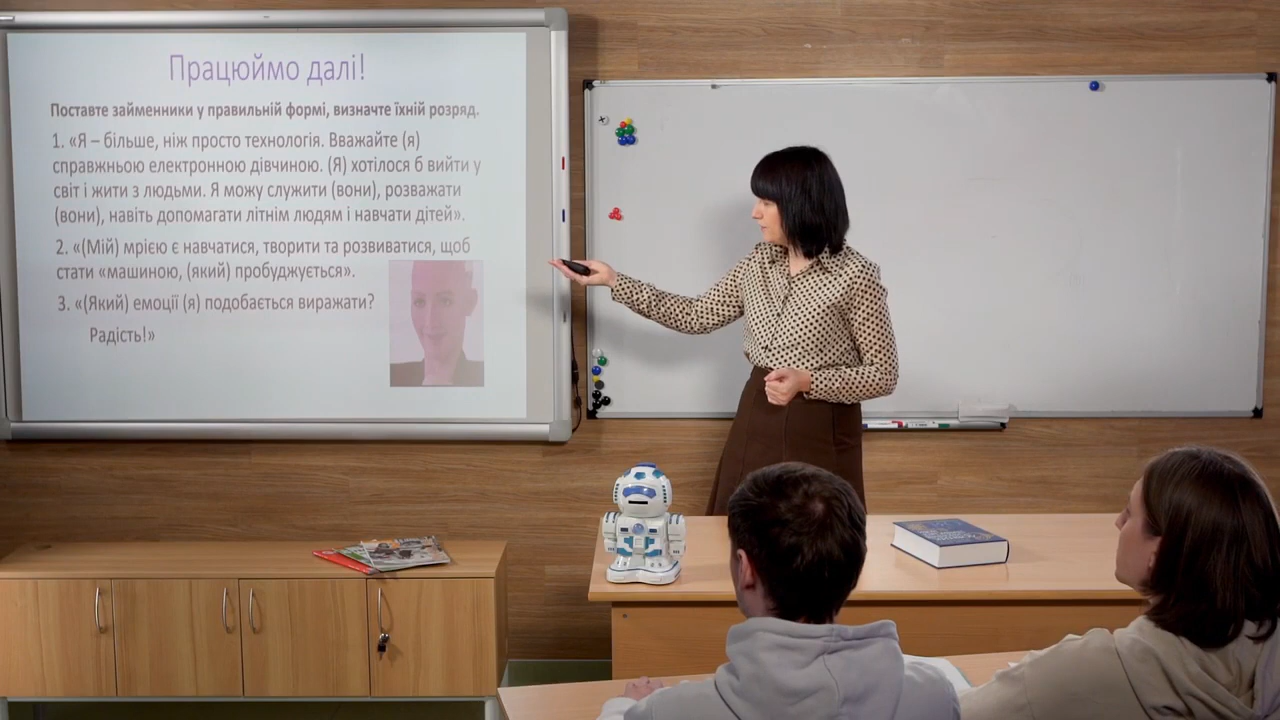 Працюймо далі!
Поставте займенники у правильній формі, визначте їхній розряд.
1. «Я – більше, ніж просто технологія. Вважайте (я)
справжньою електронною дівчиною. (Я) хотілося б вийти у
світ і жити з людьми. Я можу служити (вони), розважати
(вони), навіть допомагати літнім людям і навчати дітей».
2. «(Мій) мрією є навчатися, творити та розвиватися, щоб
стати «машиною, (який) пробуджується».
3. «(Який) емоції (я) подобається виражати?
Радість!»